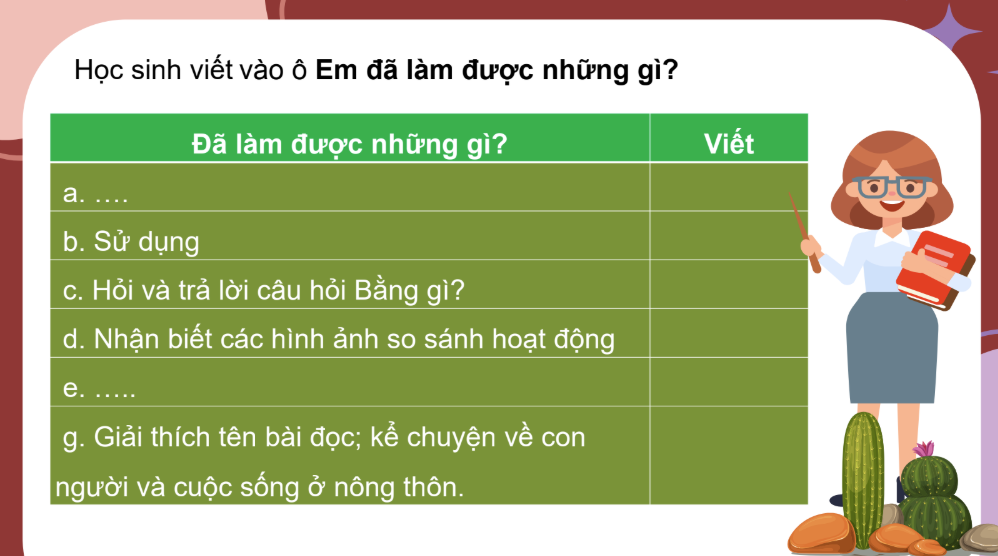 Học sinh viết vào ô Em đã làm được những gì?
Đã làm được những gì? Viết
a. ....
b. Sử dụng
c. Hỏi và trả lời câu hỏi Bằng gì?
d. Nhận biết các hình ảnh so sánh hoạt động
e. .....
g. Giải thích tên bài đọc; kể chuyện về con
người và cuộc sống ở nông thôn.